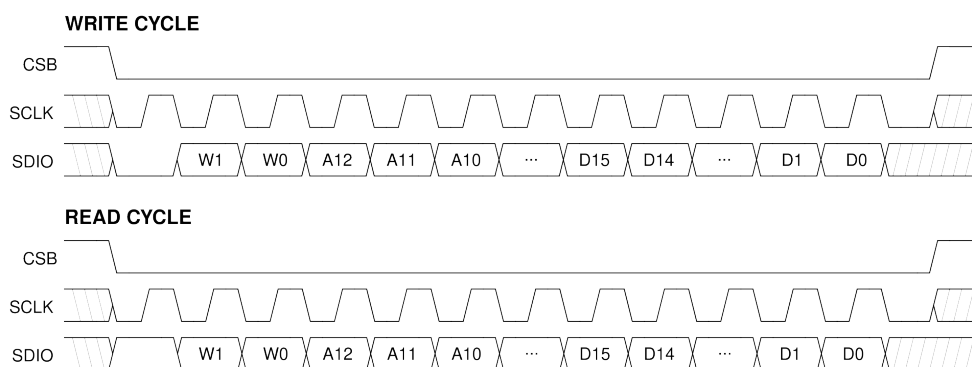 WRITE CYCLE
CSB
SCLK
SDIO W1 W0 A12 A11 A10 ... D15 D14 ... D1 D0
READ CYCLE
CSB
SCLK
SDIO W1 W0 A12 A11 A10 ... D15 D14 ... D1 D0